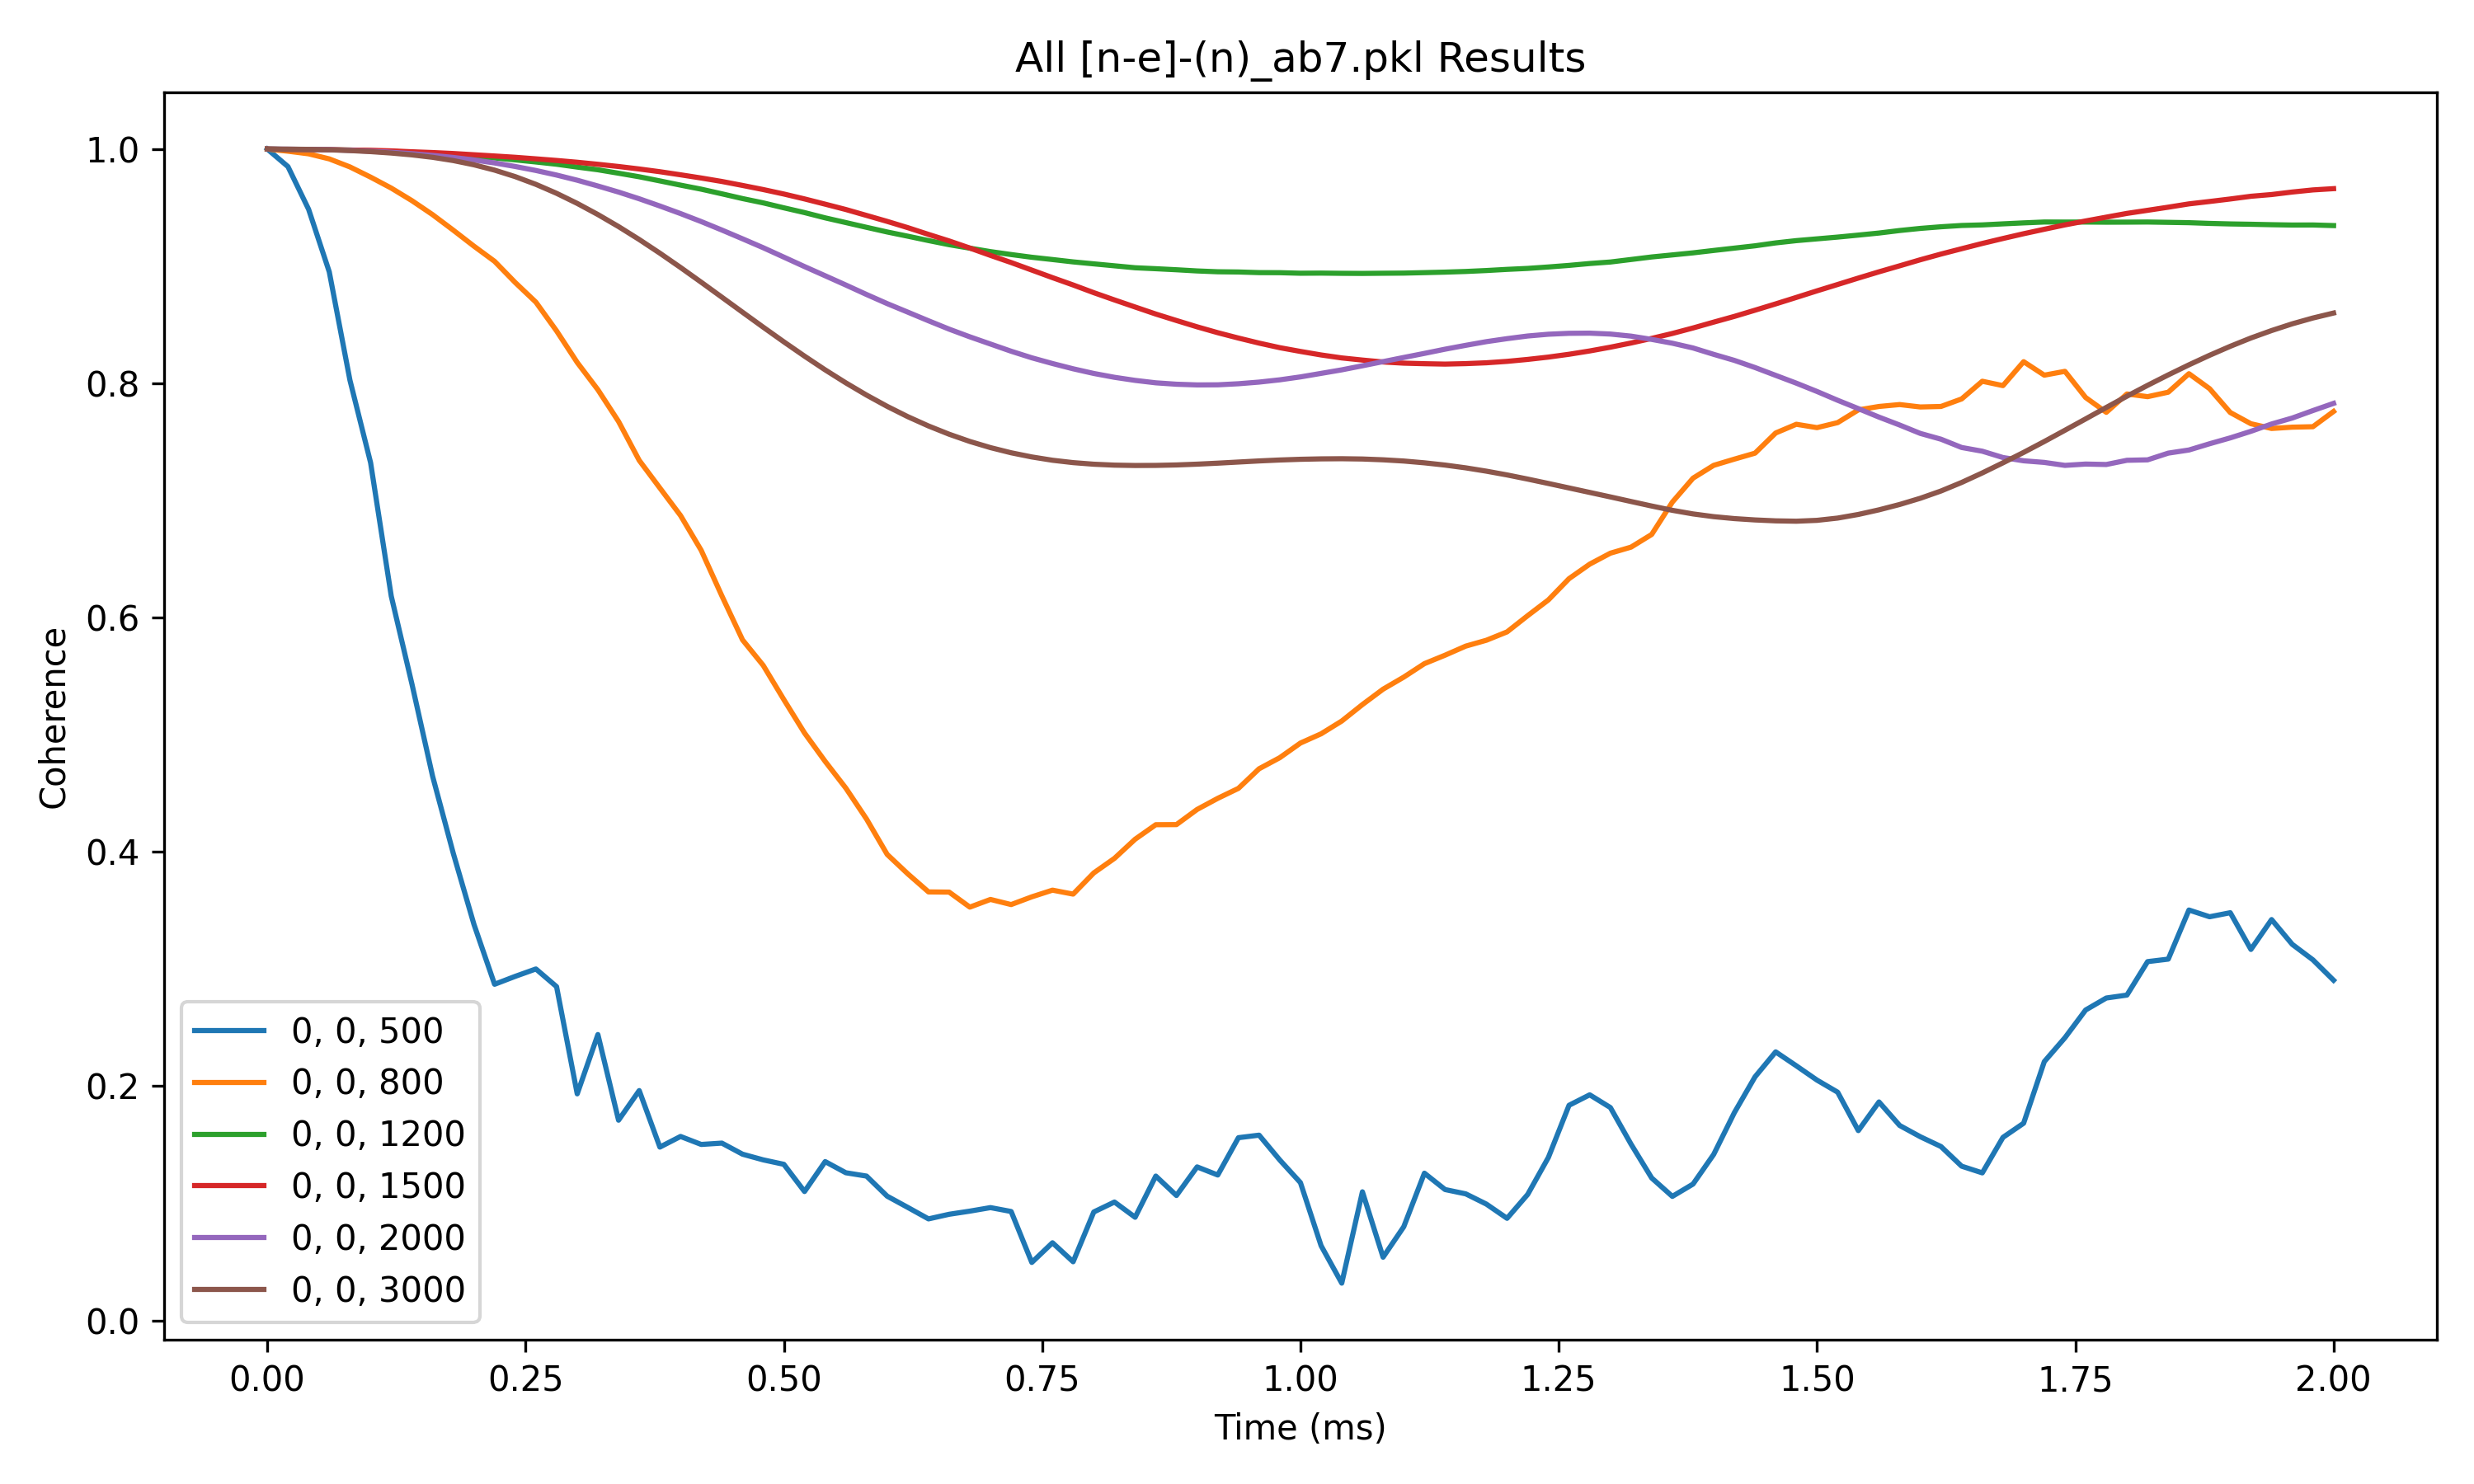 All [n-e]-(n)_ab7.pkl Results
Coherence
1.0
0.8
0.6
0.4
0.2
0.0
0, 0, 500
0, 0, 800
0, 0, 1200
0, 0, 1500
0, 0, 2000
0, 0, 3000
0.00 0.25 0.50 0.75 1.00 1.25 1.50 1.75 2.00
Time (ms)